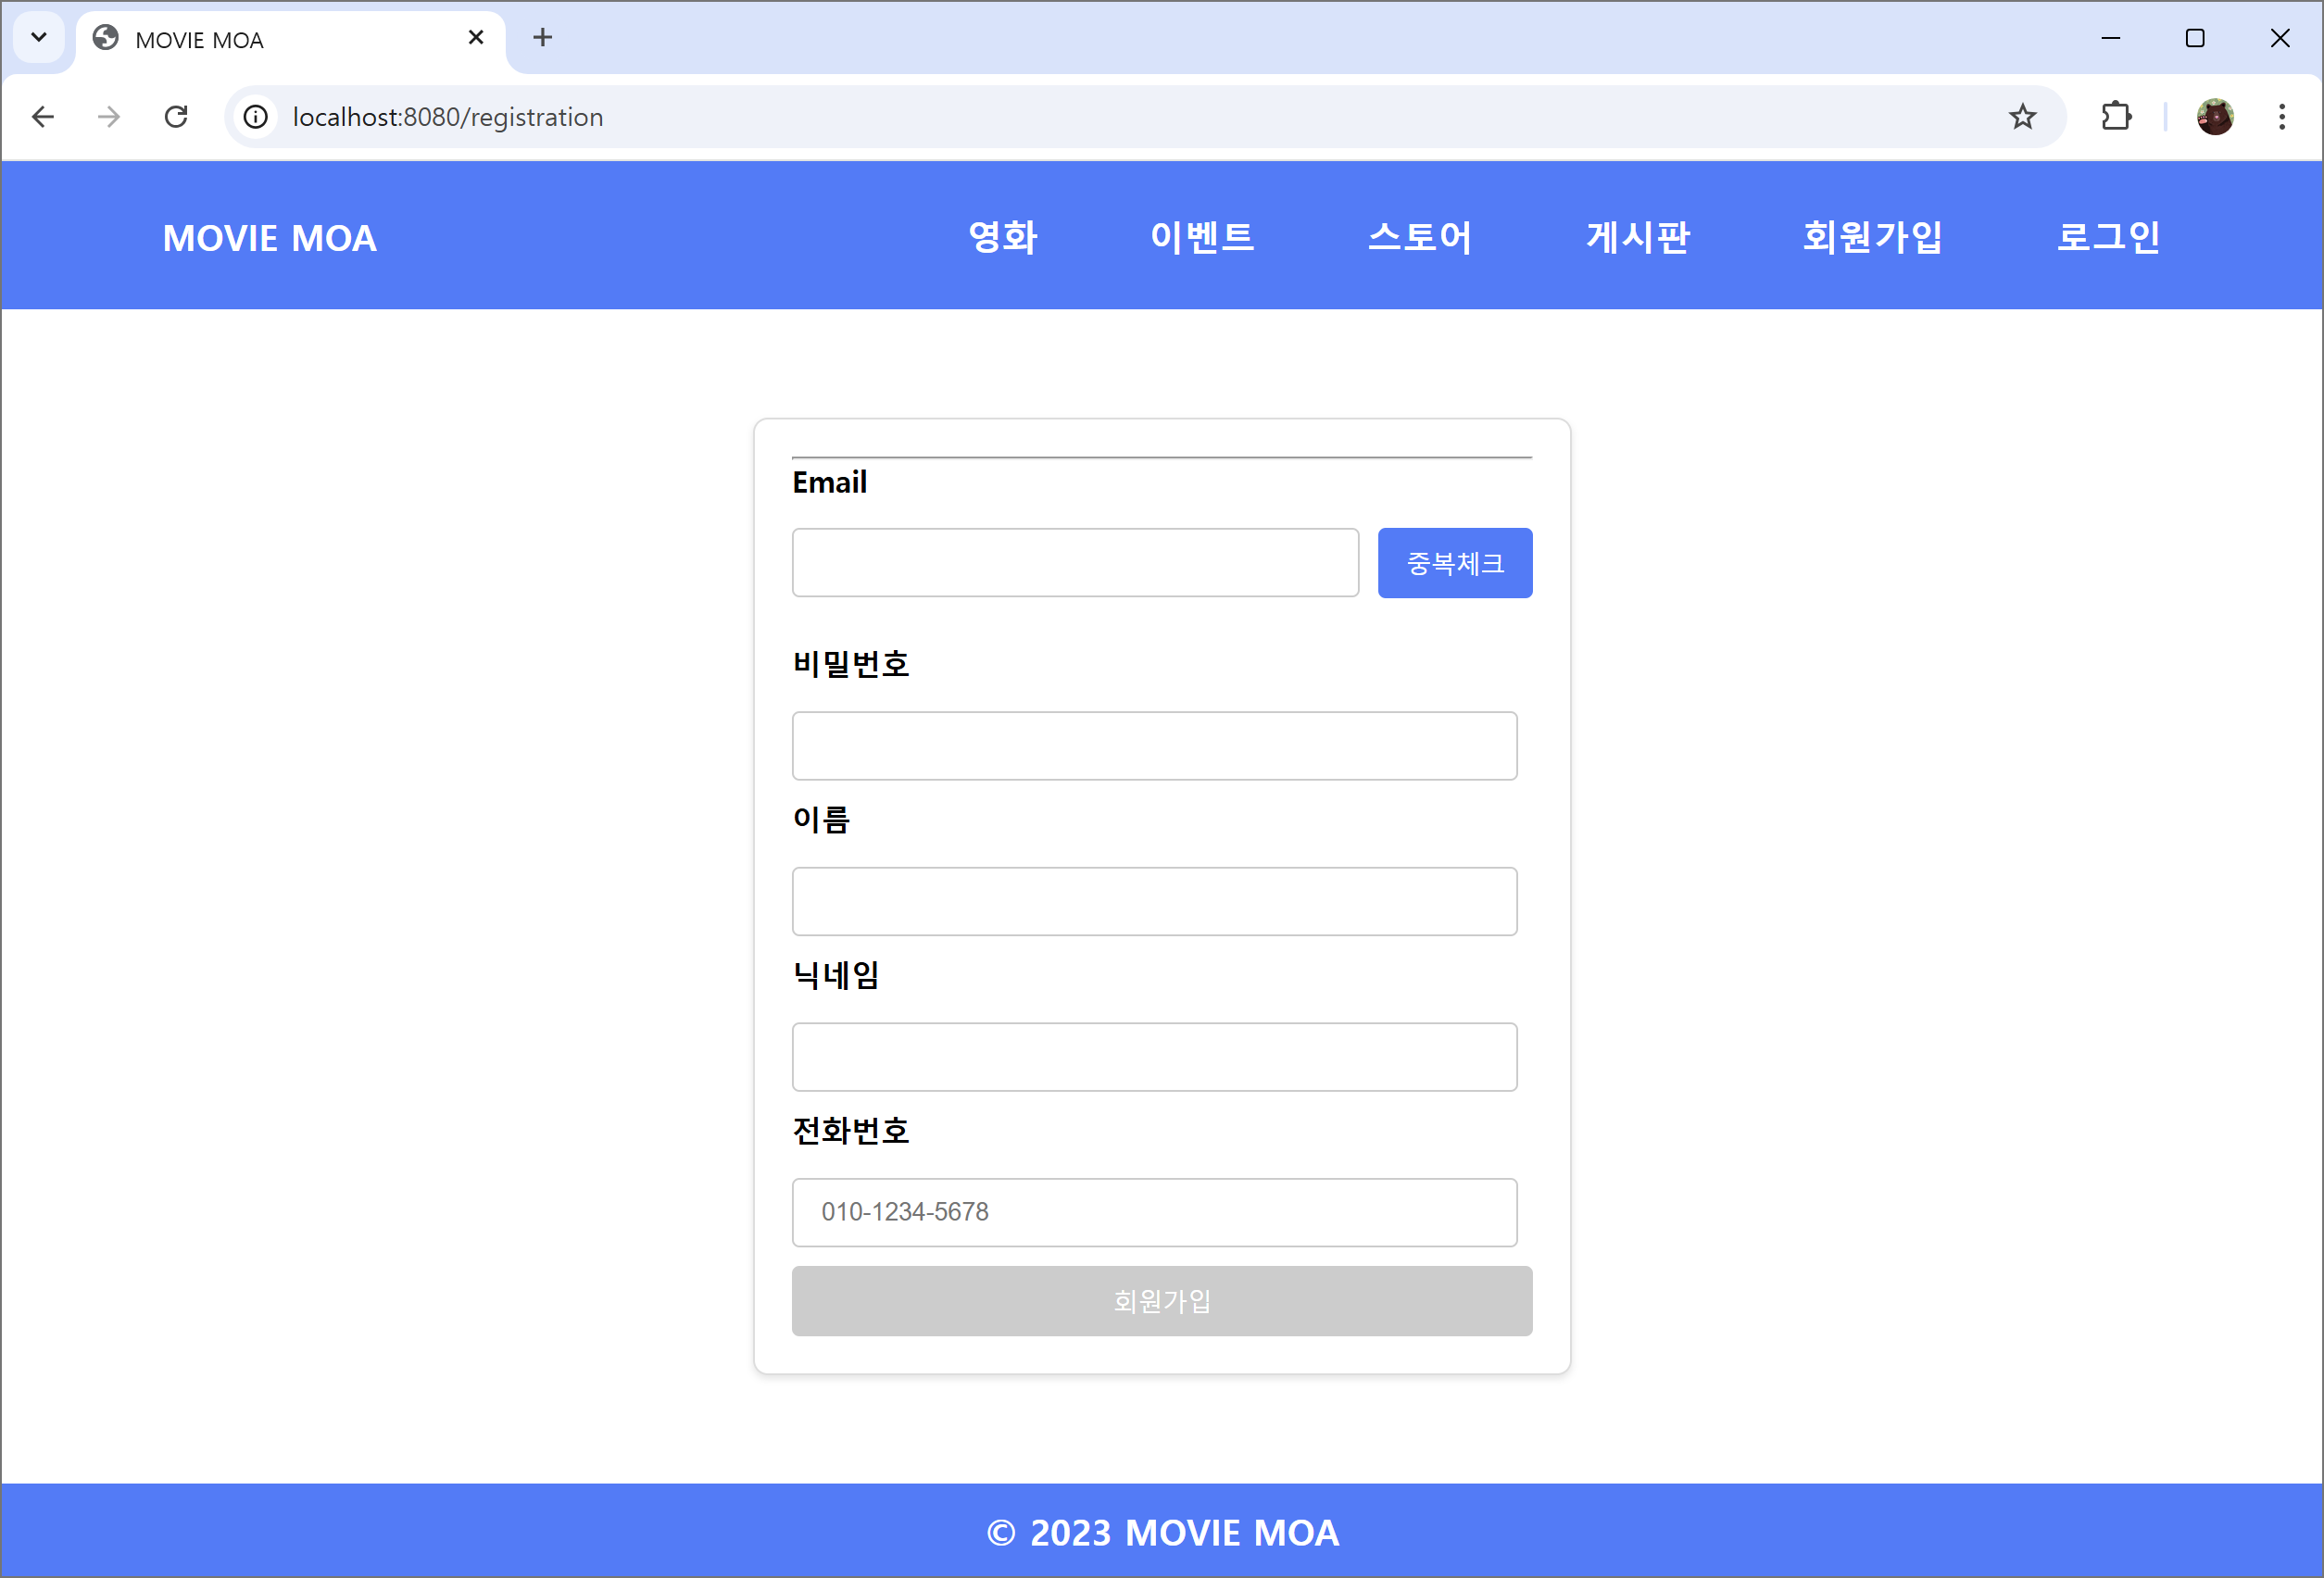 MOVIE MOA
localhost:8080/registration
MOVIE MOA 영화 이벤트 스토어 게시판 회원가입 로그인
Email
중복체크
비밀번호
이름
닉네임
전화번호
010-1234-5678
회원가입
© 2023 MOVIE MOA